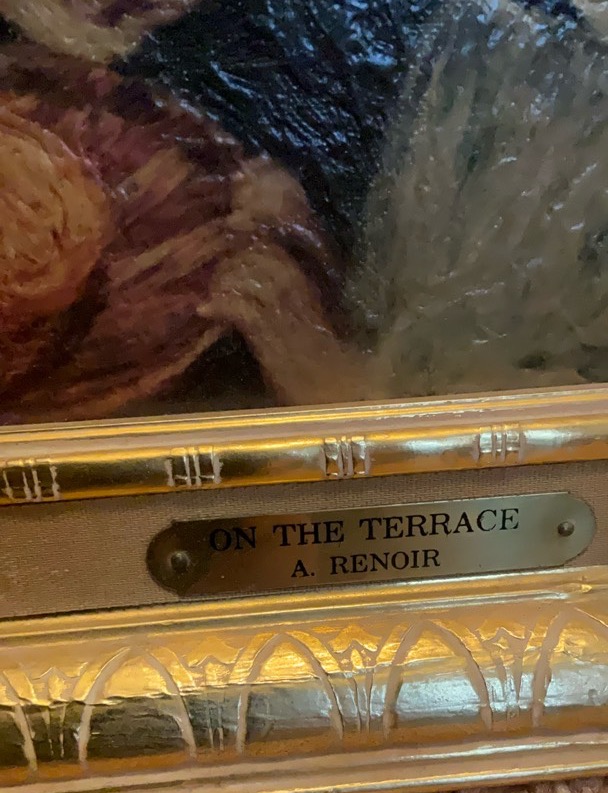 ON THE TERRACE
A. RENOIR